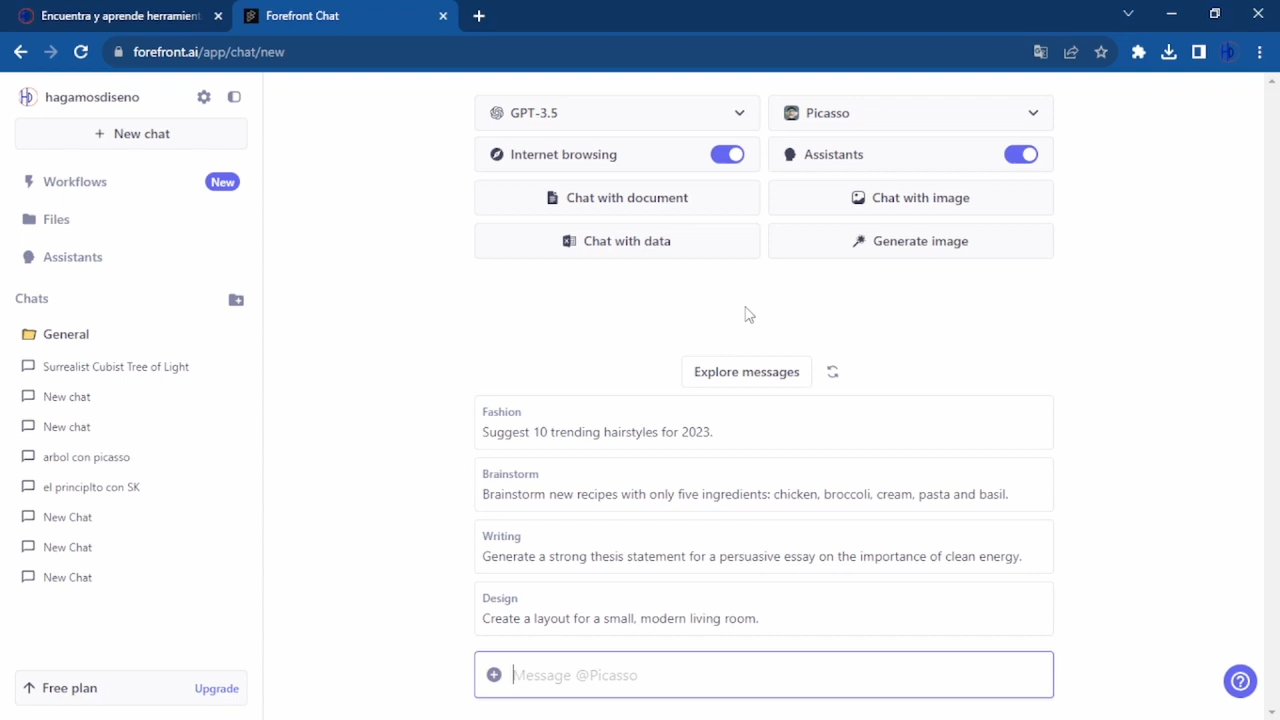 Encuentra y aprende herramient
Forefront Chat
forefront.ai/app/chat/new
hagamosdiseno
New chat
Workflows
New
Files
Assistants
Chats
General
Surrealist Cubist Tree of Light
New chat
New chat
arbol con picasso
el principIto con SK
New Chat
New Chat
New Chat
Free plan
Upgrade
GPT-3.5
Picasso
Internet browsing
Assistants
Chat with document
Chat with image
Chat with data
Generate image
Explore messages
Fashion
Suggest 10 trending hairstyles for 2023.
Brainstorm
Brainstorm new recipes with only five ingredients: chicken, broccoli, cream, pasta and basil.
Writing
Generate a strong thesis statement for a persuasive essay on the importance of clean energy.
Design
Create a layout for a small, modern living room.
Message @Picasso